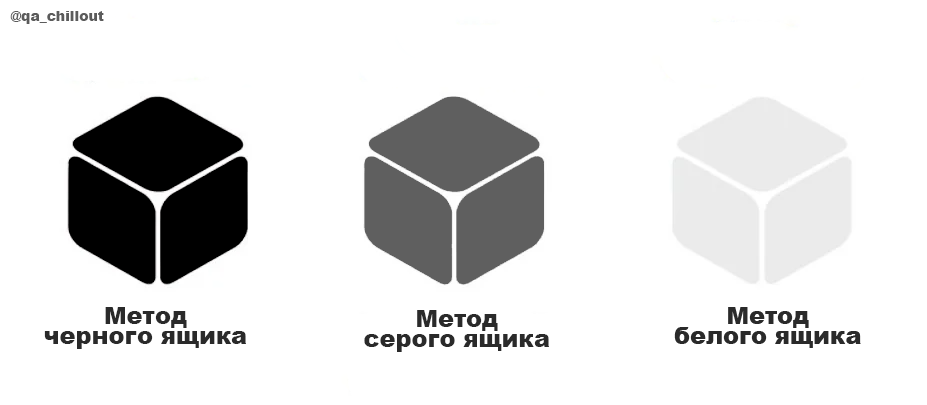 @qa_chillout
Метод
черного ящика
Метод
серого ящика
Метод
белого ящика